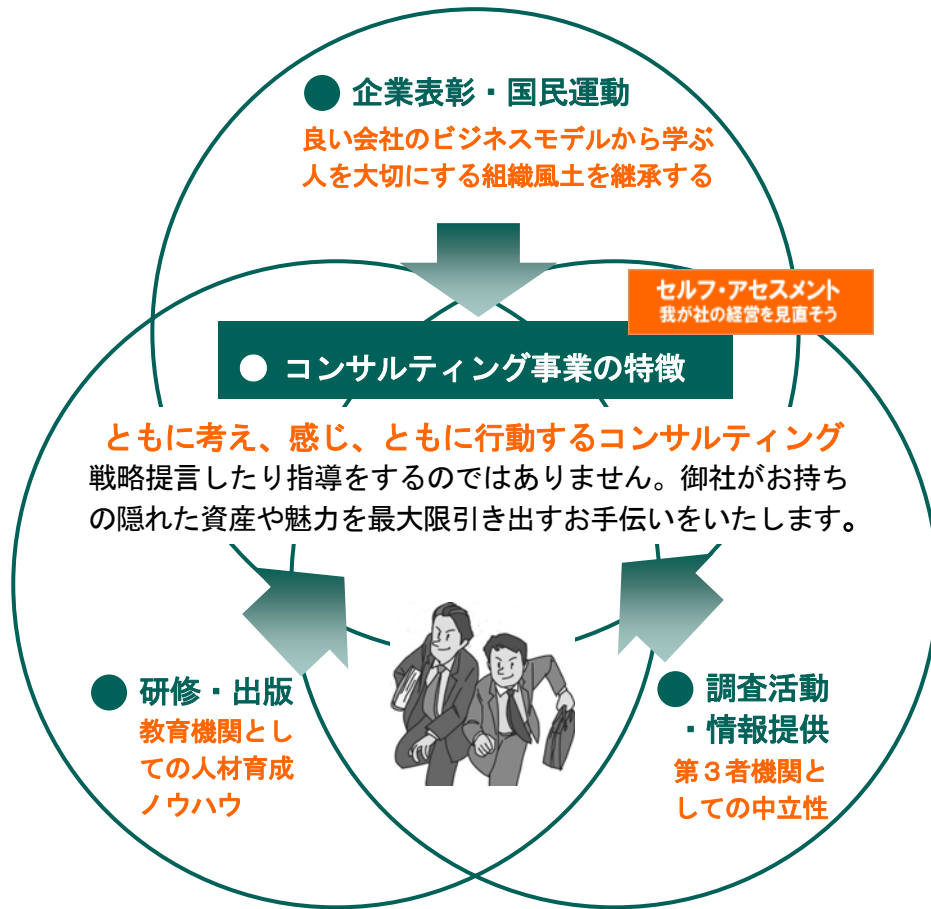 ● 企業表彰・国民運動
良い会社のビジネスモデルから学ぶ
人を大切にする組織風土を継承する
セルフ・アセスメント
我が社の経営を見直そう
● コンサルティング事業の特徴
ともに考え、感じ、ともに行動するコンサルティング
戦略提言したり指導をするのではありません。御社がお持ち
の隠れた資産や魅力を最大限引き出すお手伝いをいたします。
● 研修・出版
教育機関とし
ての人材育成
ノウハウ
● 調査活動
・情報提供
第３者機関と
しての中立性